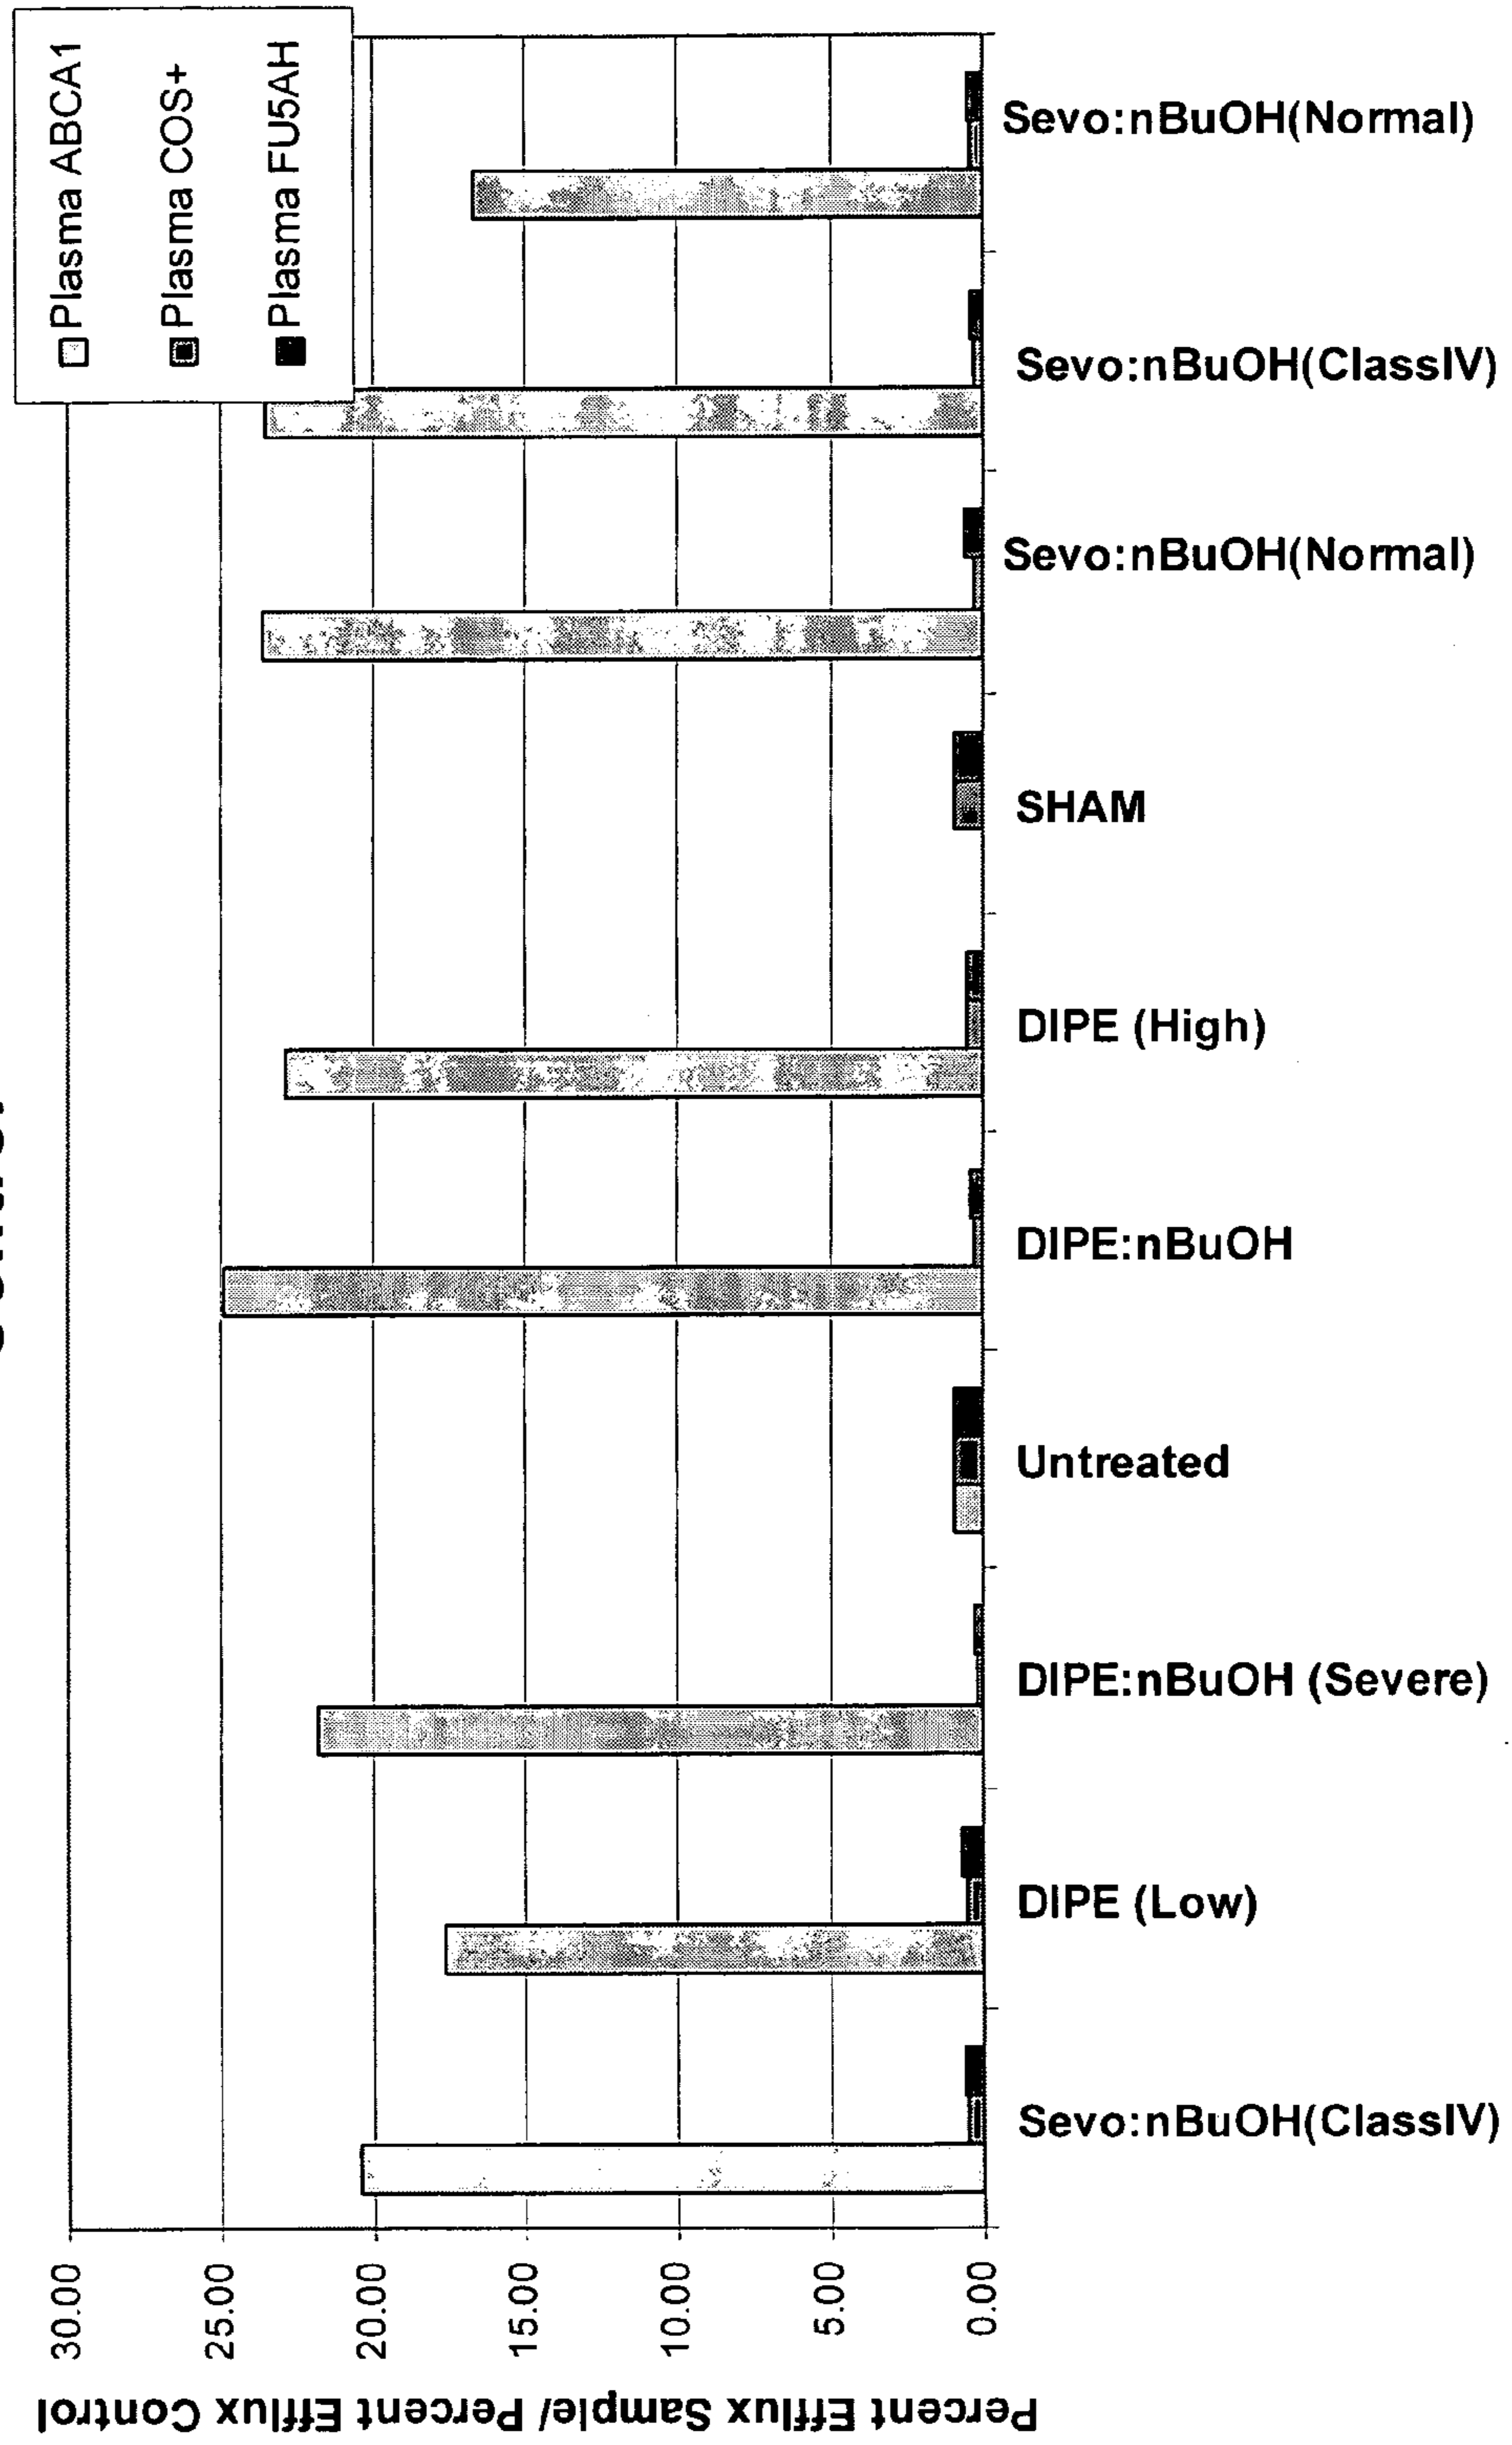 Plasma ABCA1
Plasma COS+
Plasma FU5AH
Percent Efflux Sample/ Percent Efflux Control
30.00
25.00
20.00
15.00
10.00
5.00
0.00
Sevo:nBuOH(ClassIV)
DIPE (Low)
DIPE:nBuOH (Severe)
Untreated
DIPE:nBuOH
DIPE (High)
SHAM
Sevo:nBuOH(Normal)
Sevo:nBuOH(ClassIV)
Sevo:nBuOH(Normal)